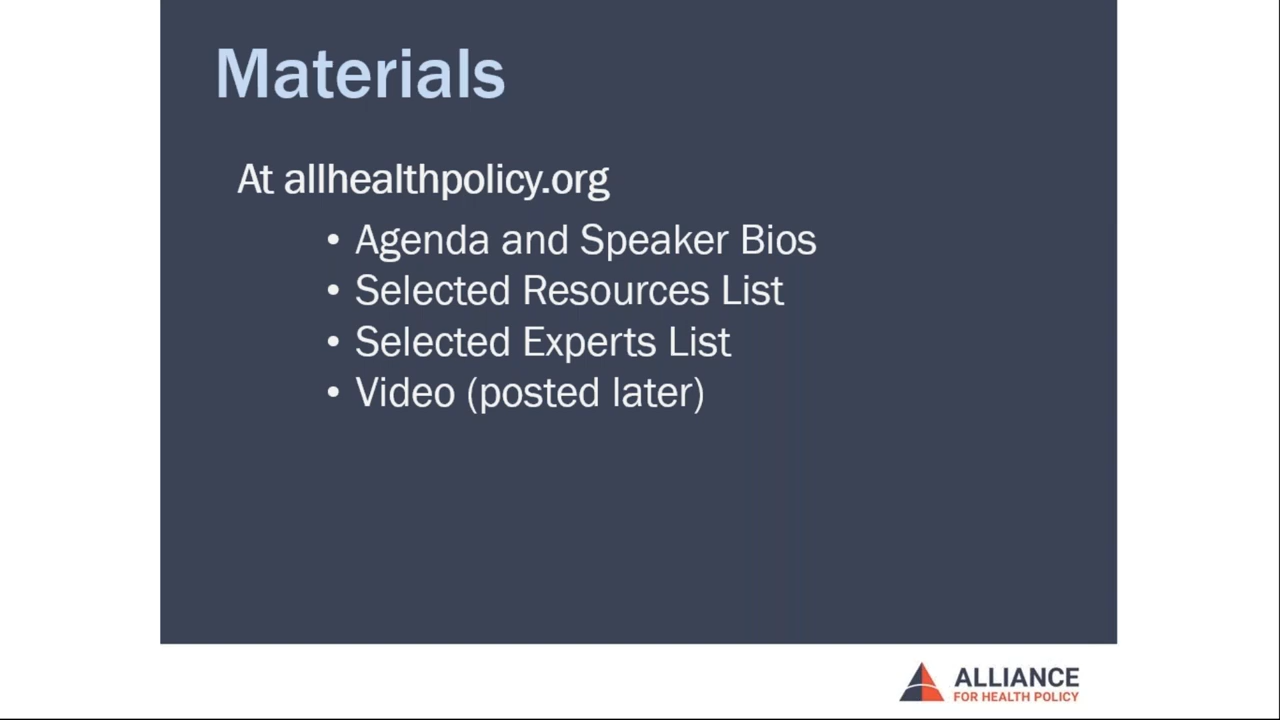 Materials
At allhealthpolicy.org
• Agenda and Speaker Bios
• Selected Resources List
• Selected Experts List
• Video (posted later)
ALLIANCE
FOR HEALTH POLICY